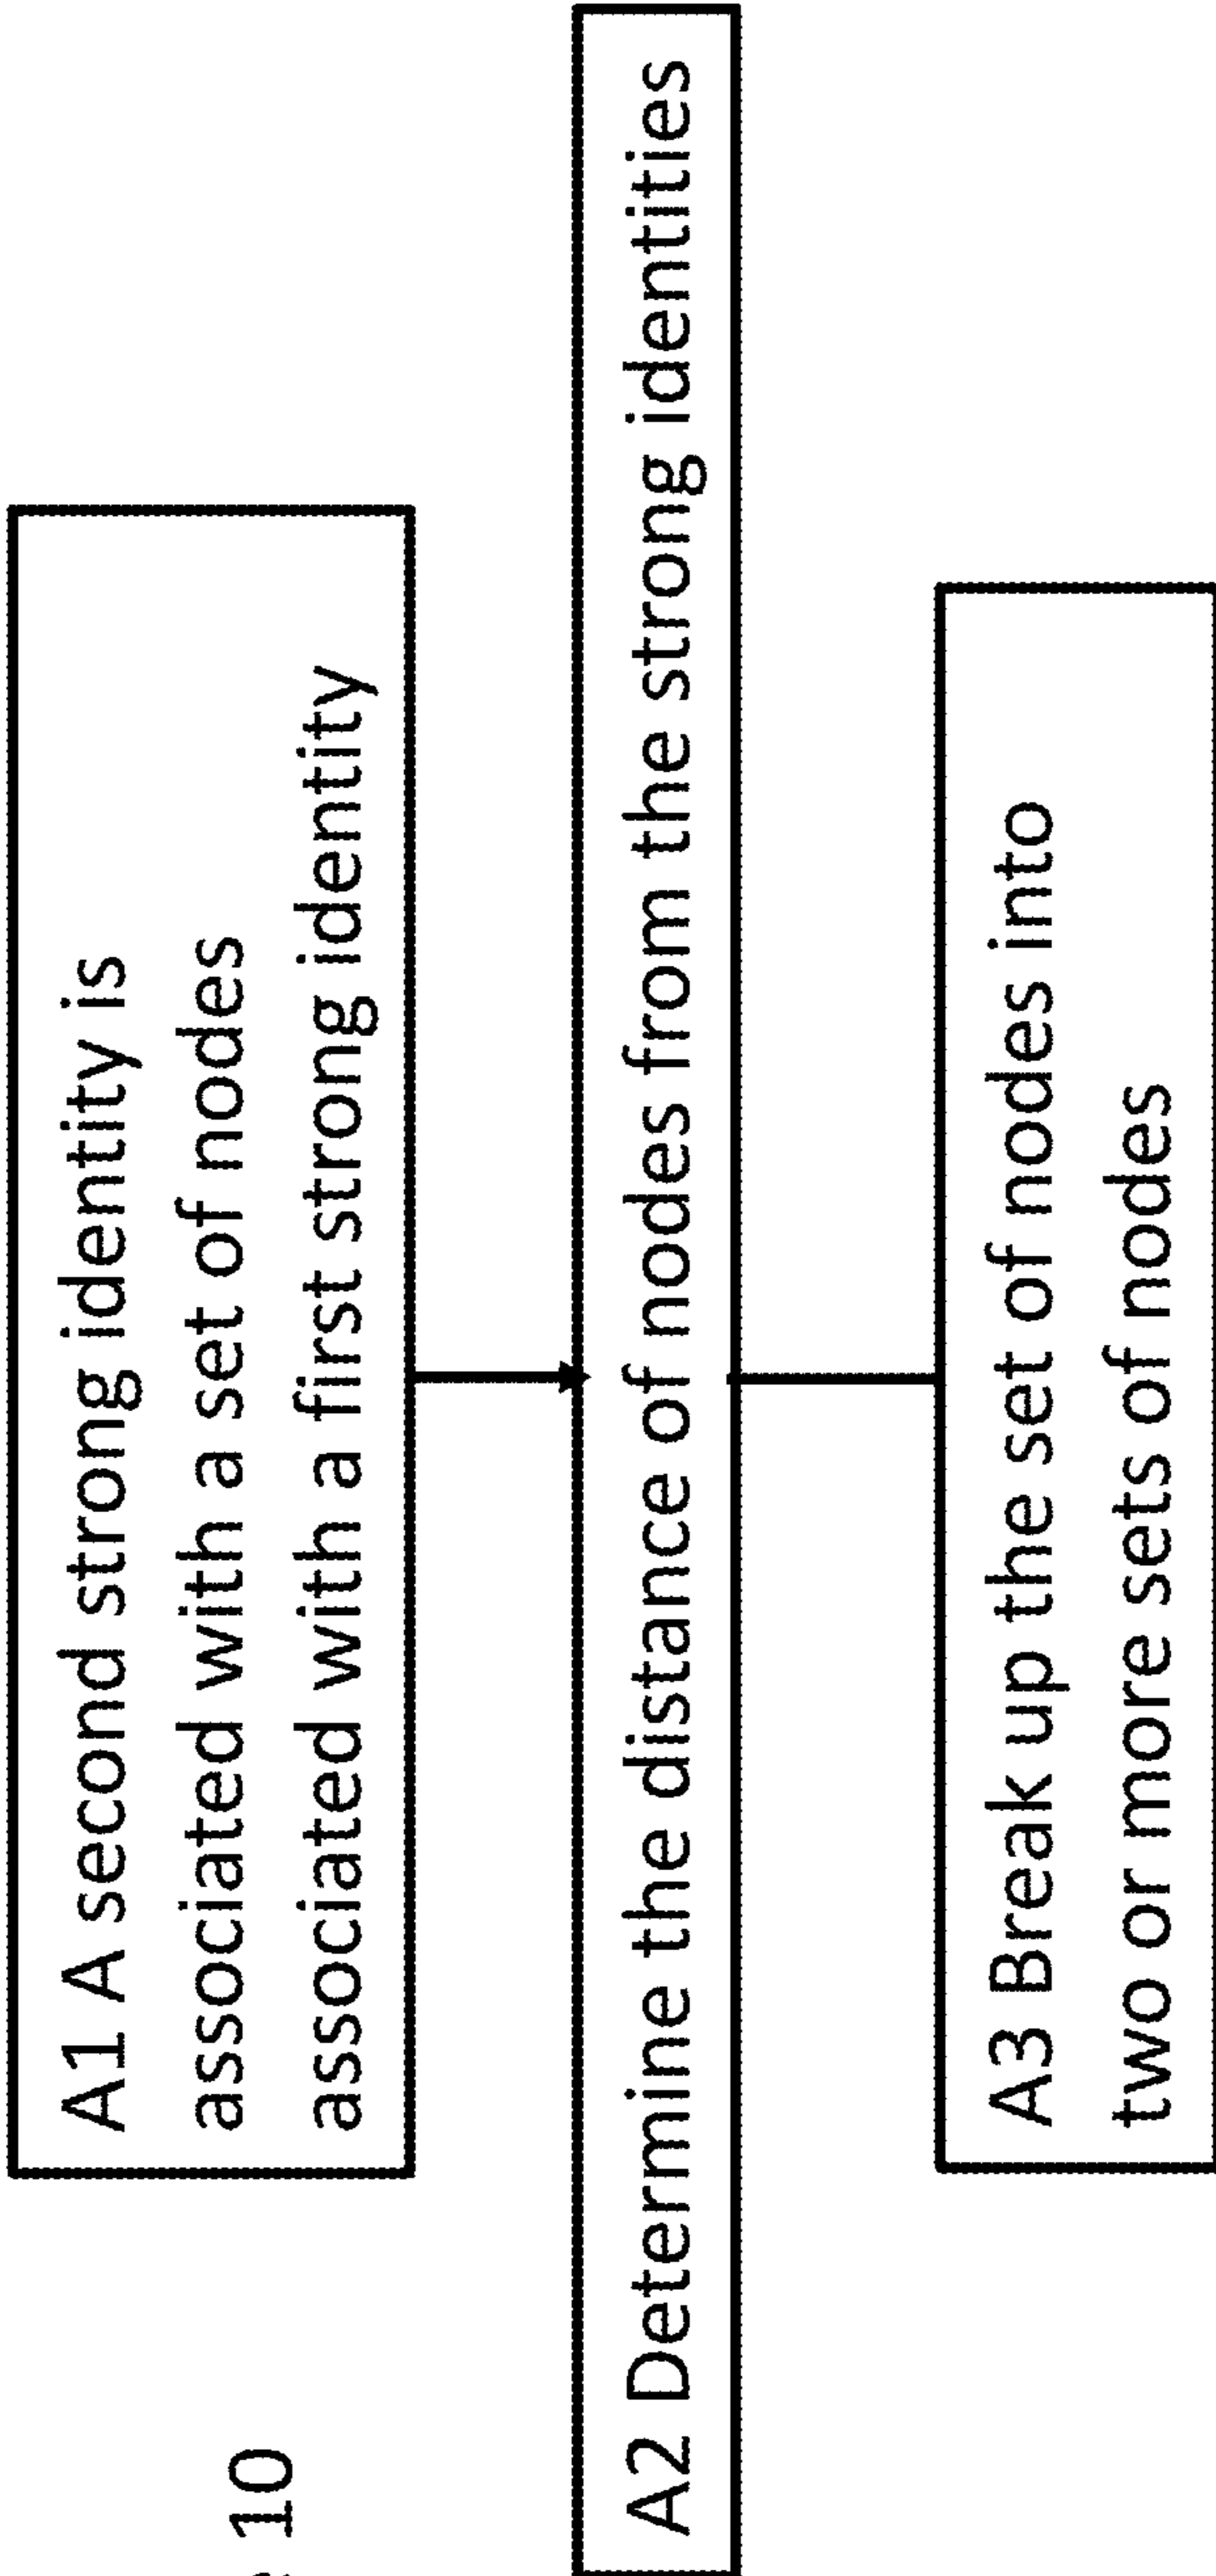 10
A1 A second strong identity is
associated with a set of nodes
associated with a first strong identity
A2 Determine the distance of nodes from the strong identities
A3 Break up the set of nodes into
two or more sets of nodes